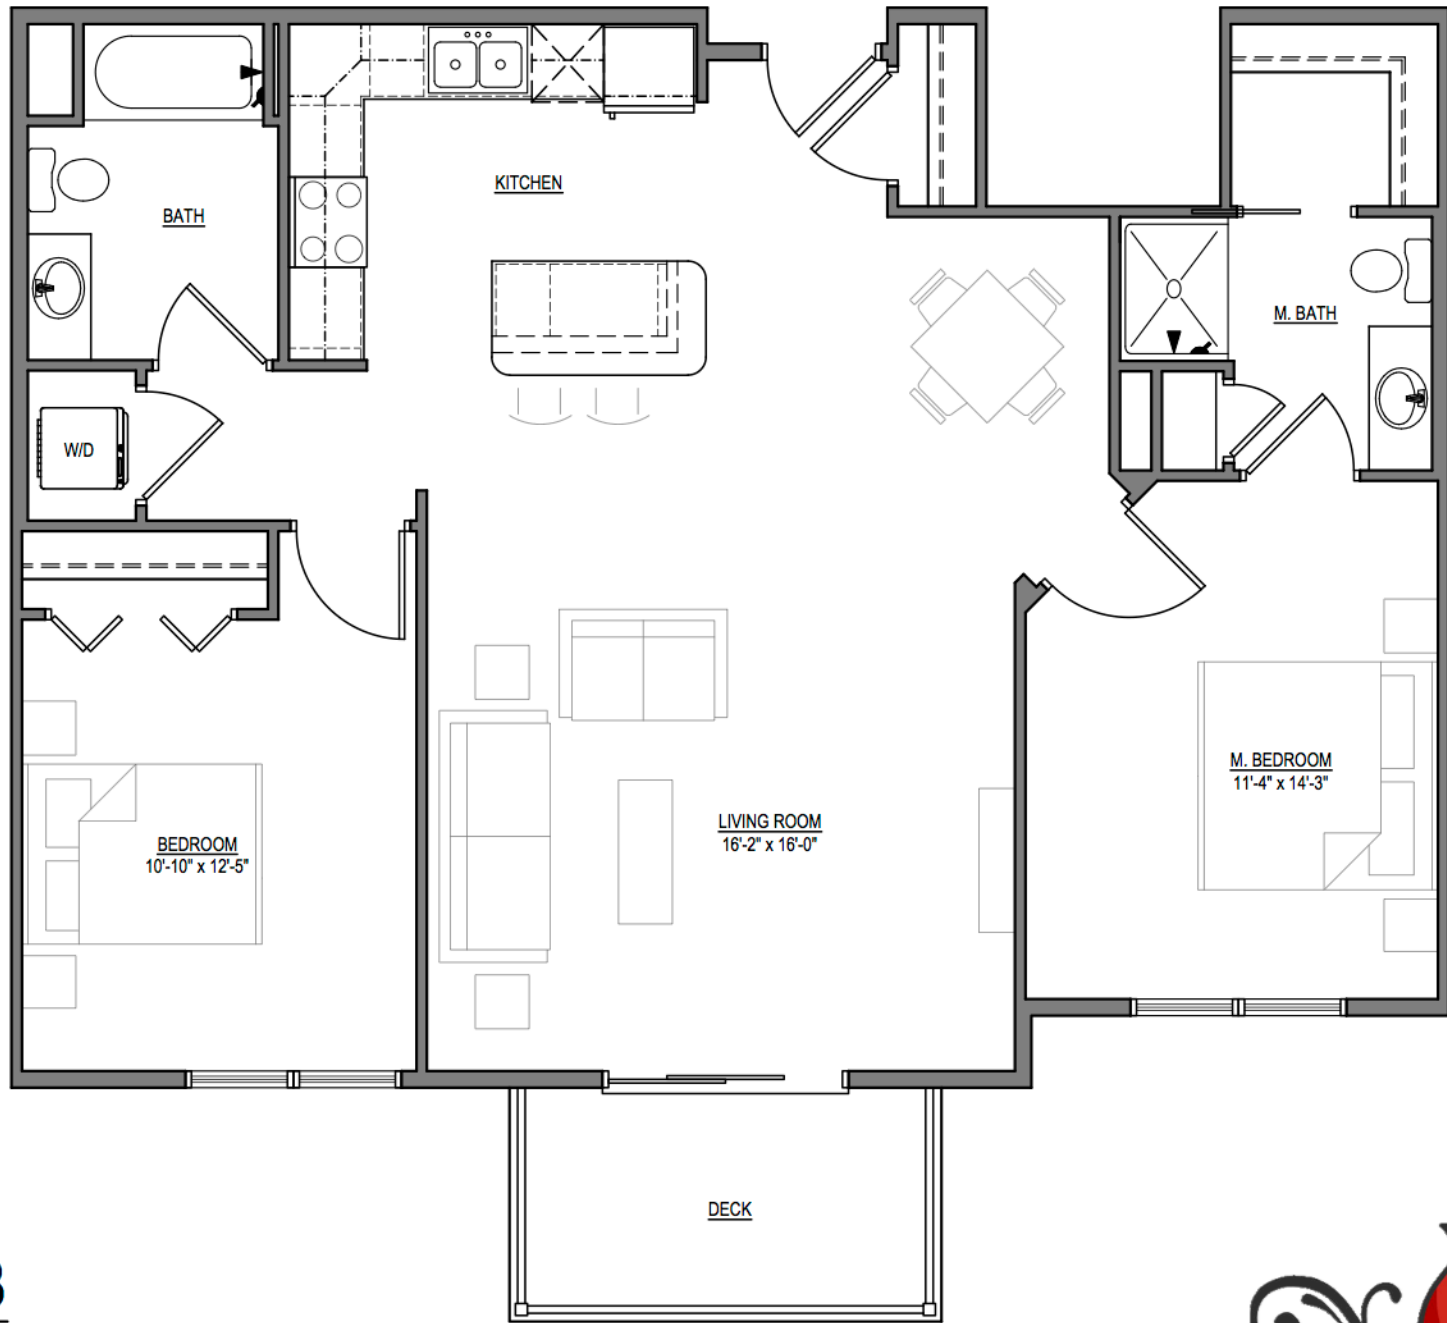 KITCHEN
BATH
M. BATH
W/D
M. BEDROOM
11'-4" x 14'-3"
LIVING ROOM
16'-2" x 16'-0"
BEDROOM
10'-10" x 12'-5"
DECK